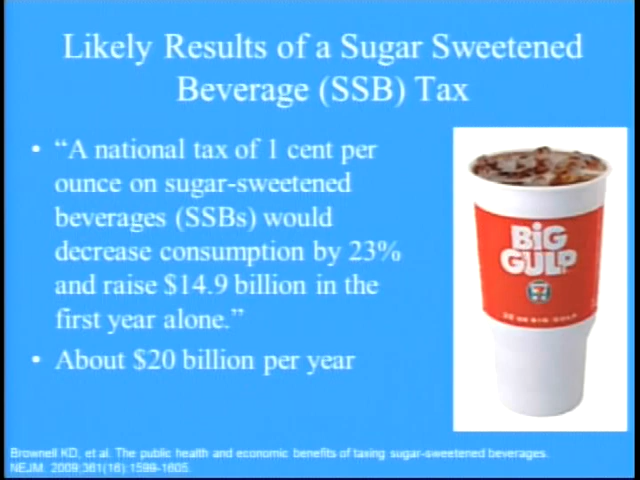 Likely Results of a Sugar Sweetened
Beverage (SSB) Tax
• “A national tax of 1 cent per
ounce on sugar-sweetened
beverages (SSBs) would
decrease consumption by 23%
and raise $14.9 billion in the
first year alone.”
• About $20 billion per year
BiG
GULP
7
Brownell KD, et al. The public health and economic benefits of taxing sugar-sweetened beverages.
NEJM. 2009;361(16):1599-1605.